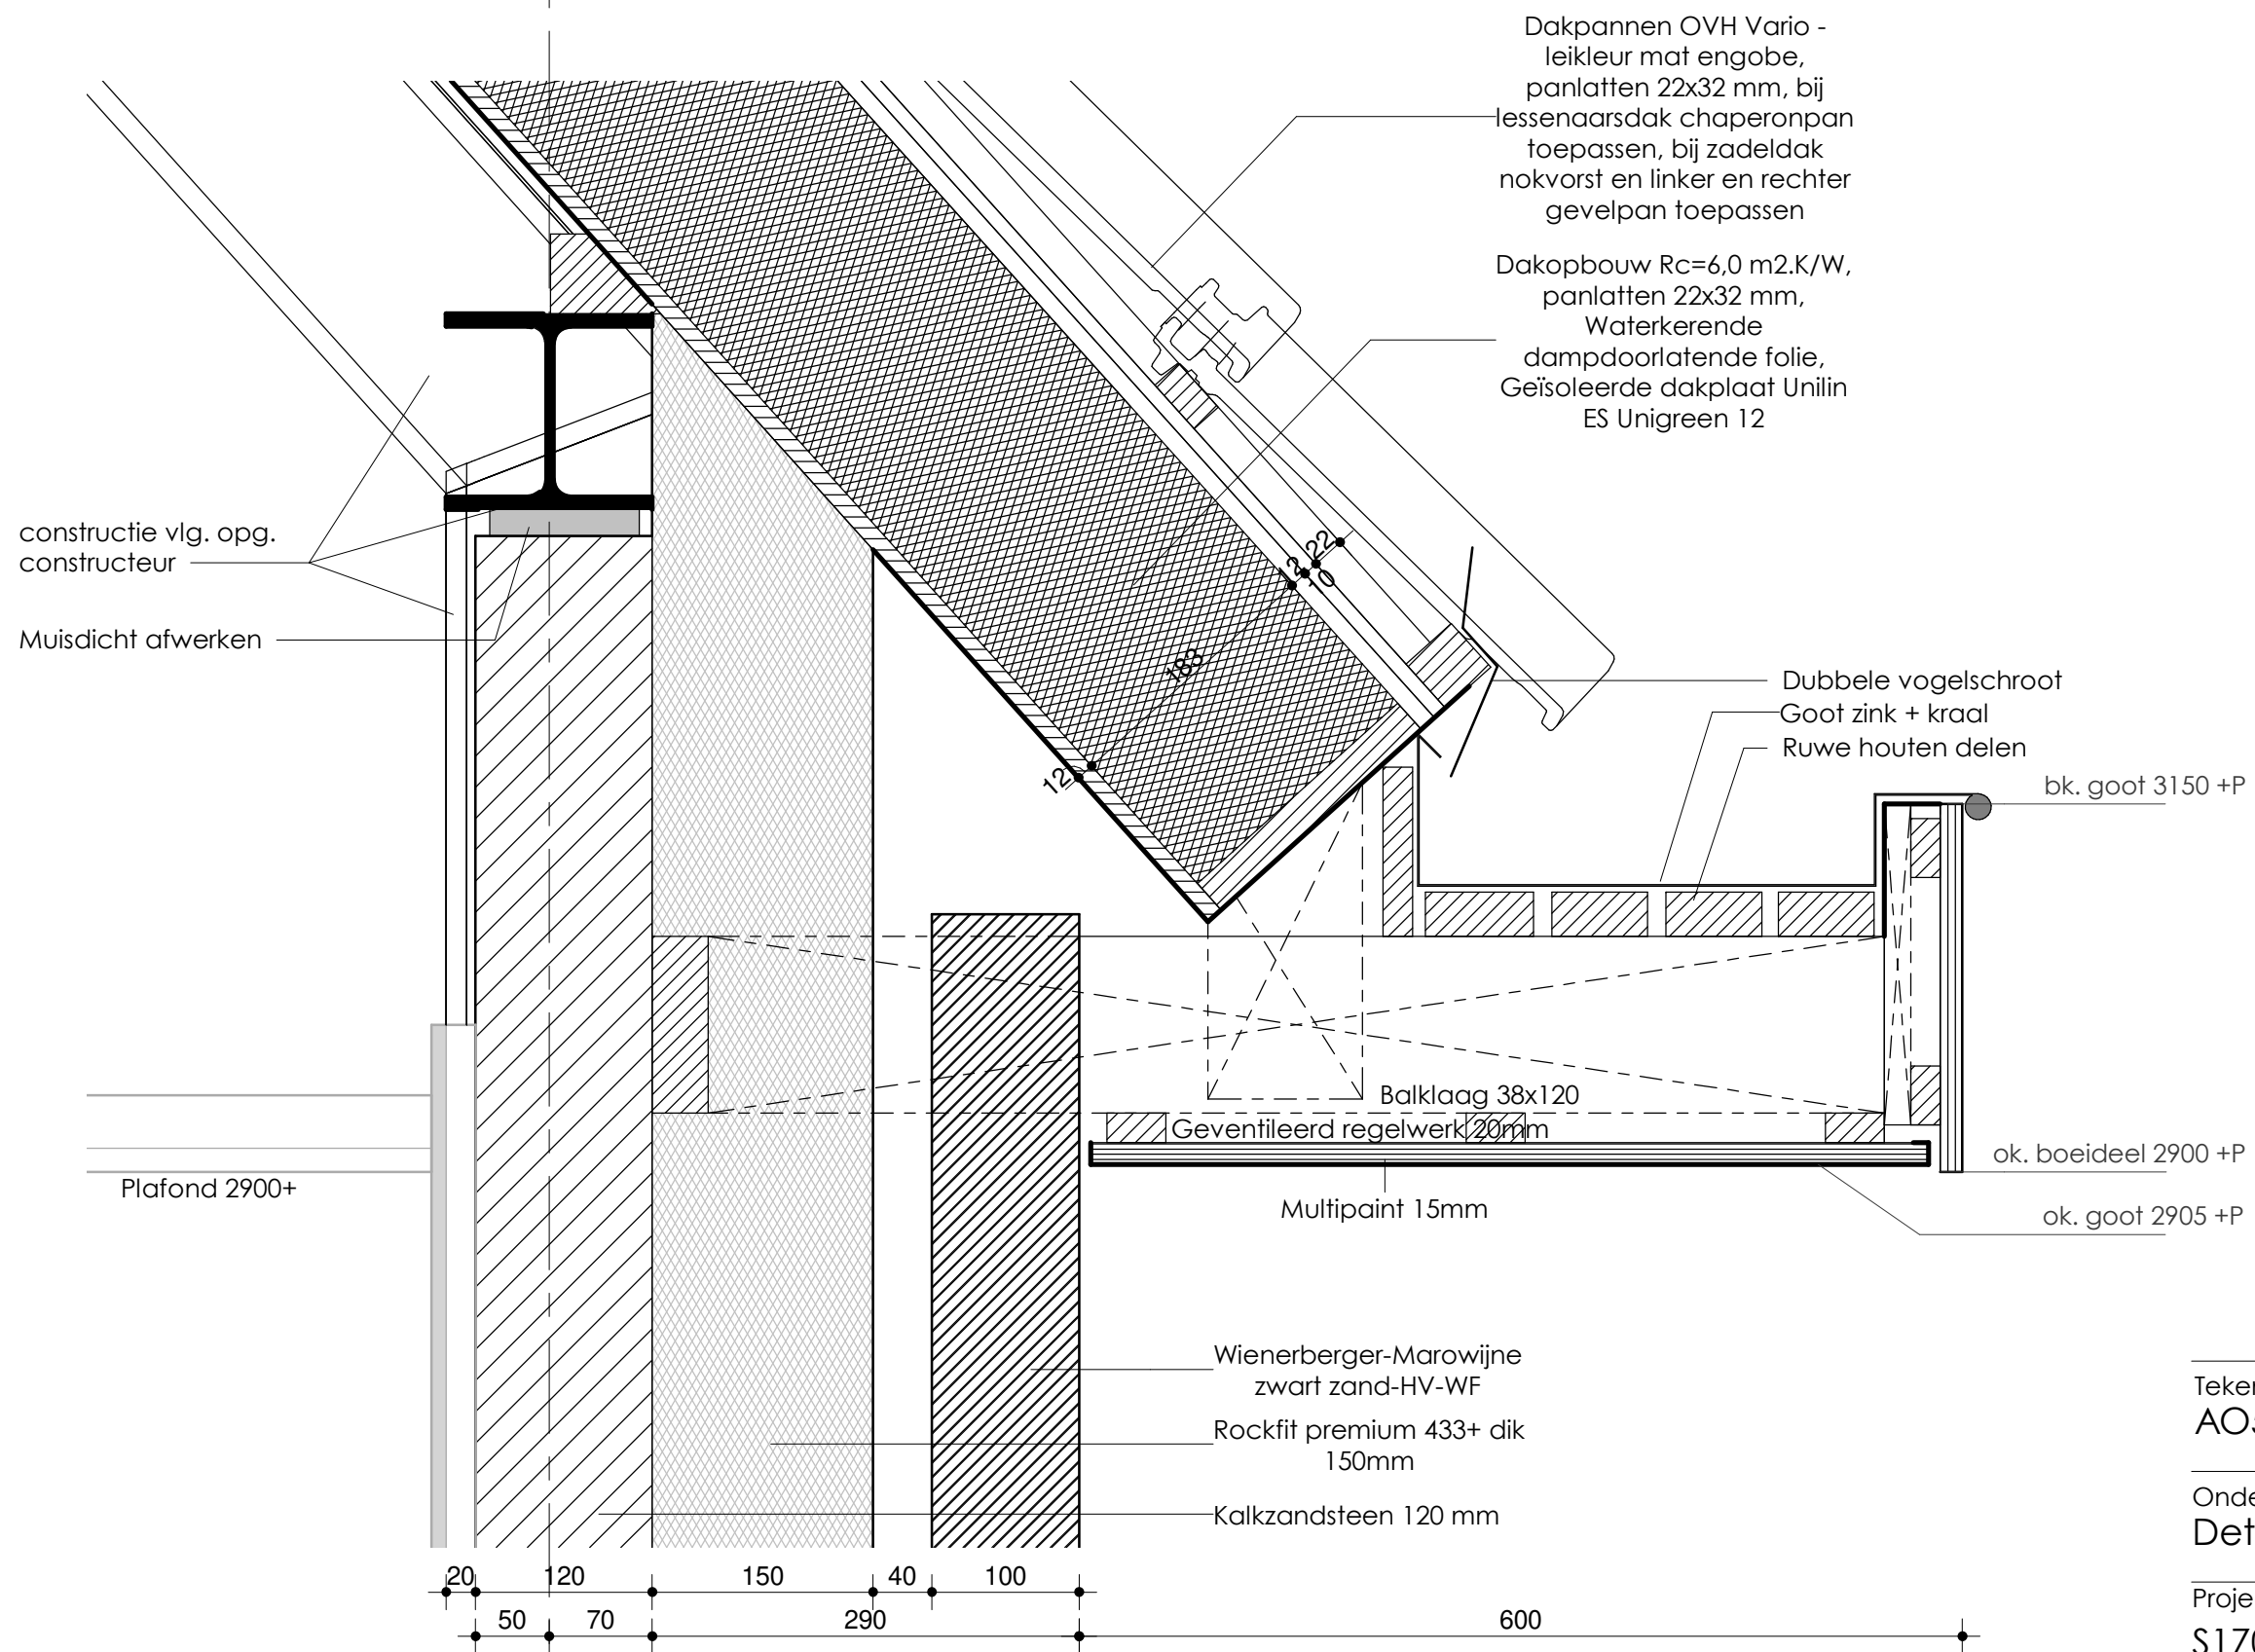 Dakpannen OVH Vario -
leikleur mat engobe,
panlatten 22x32 mm, bij
lessenaarsdak chaperonpan
toepassen, bij zadeldak
nokvorst en linker en rechter
gevelpan toepassen
Dakopbouw Rc=6,0 m2.K/W,
panlatten 22x32 mm,
Waterkerende
dampdoorlatende folie,
Geïsoleerde dakplaat Unilin
ES Unigreen 12
constructie vlg. opg.
constructeur
Muisdicht afwerken
22
12
10
183
12
Dubbele vogelschroot
Goot zink + kraal
Ruwe houten delen
bk. goot 3150 +P
Balklaag 38x120
Geventileerd regelwerk 20mm
ok. boeideel 2900 +P
Plafond 2900+
Multipaint 15mm
ok. goot 2905 +P
Wienerberger-Marowijne
zwart zand-HV-WF
Rockfit premium 433+ dik
150mm
Kalkzandsteen 120 mm
20 120 150 40 100
50 70 290 600
Det